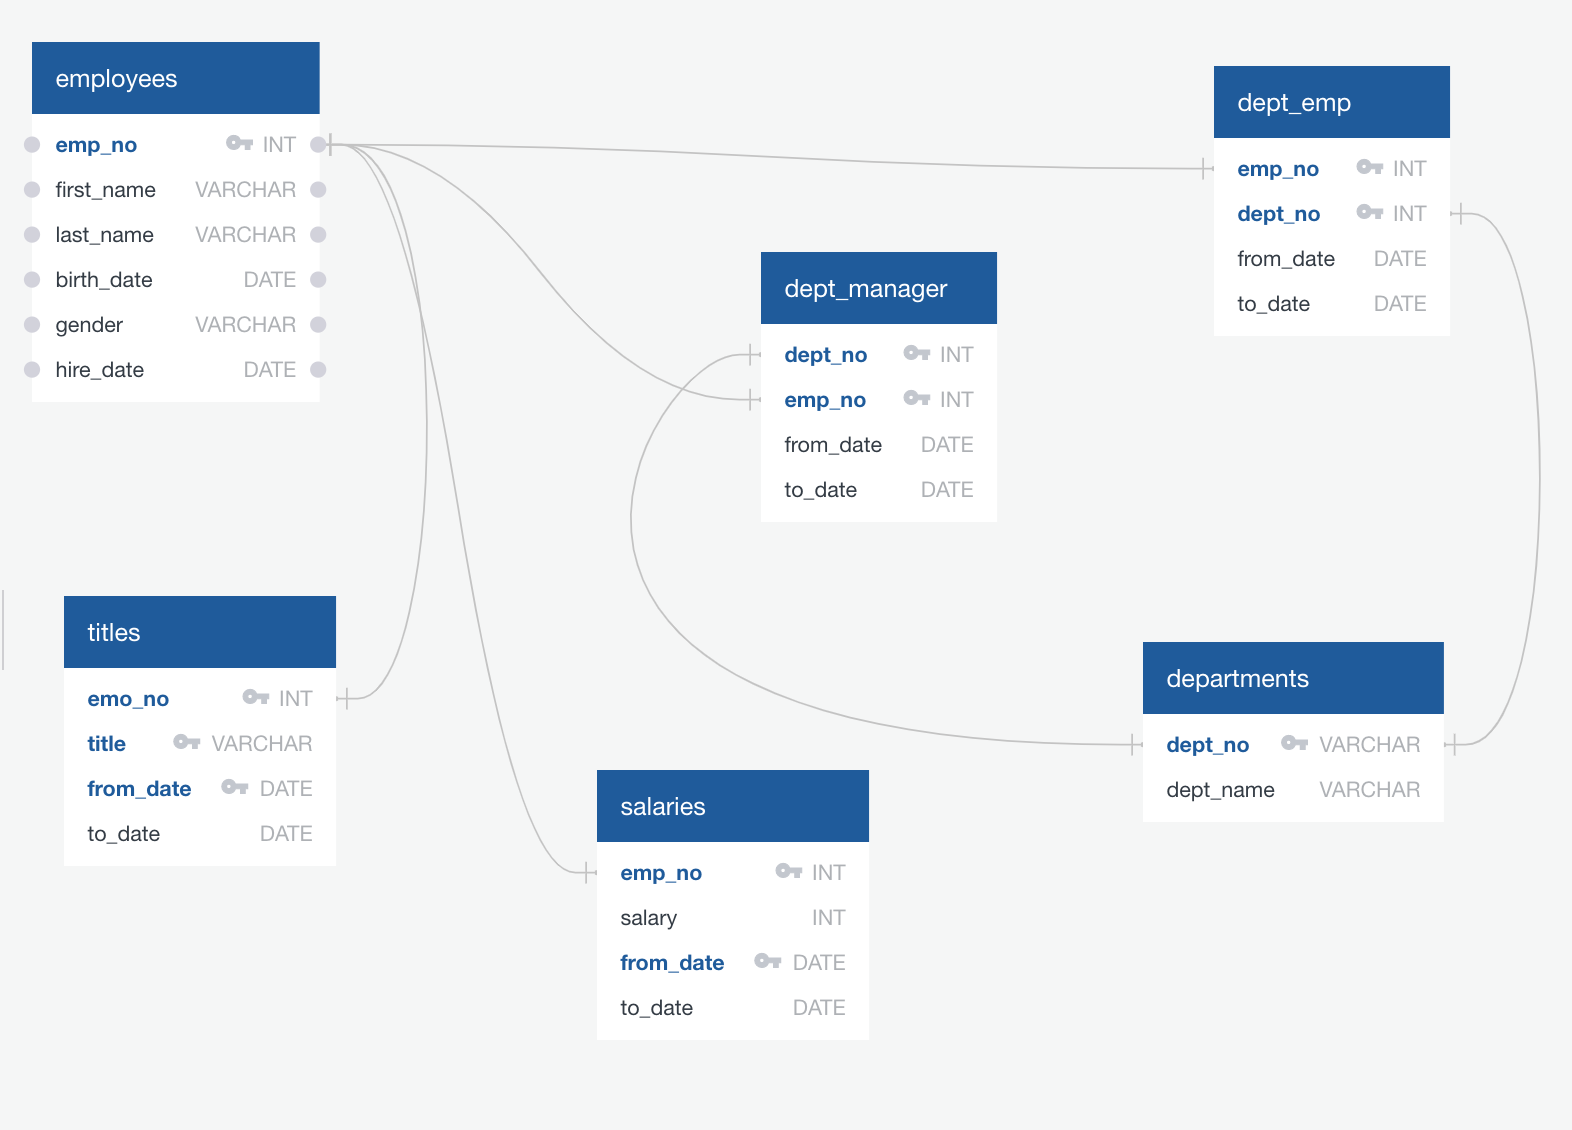 employees
emp_no INT
first_name VARCHAR
last_name VARCHAR
birth_date DATE
gender VARCHAR
hire_date DATE
dept_emp
emp_no INT
dept_no INT
from_date DATE
to_date DATE
dept_manager
dept_no INT
emp_no INT
from_date DATE
to_date DATE
titles
emo_no INT
title VARCHAR
from_date DATE
to_date DATE
departments
dept_no VARCHAR
dept_name VARCHAR
salaries
emp_no INT
salary INT
from_date DATE
to_date DATE